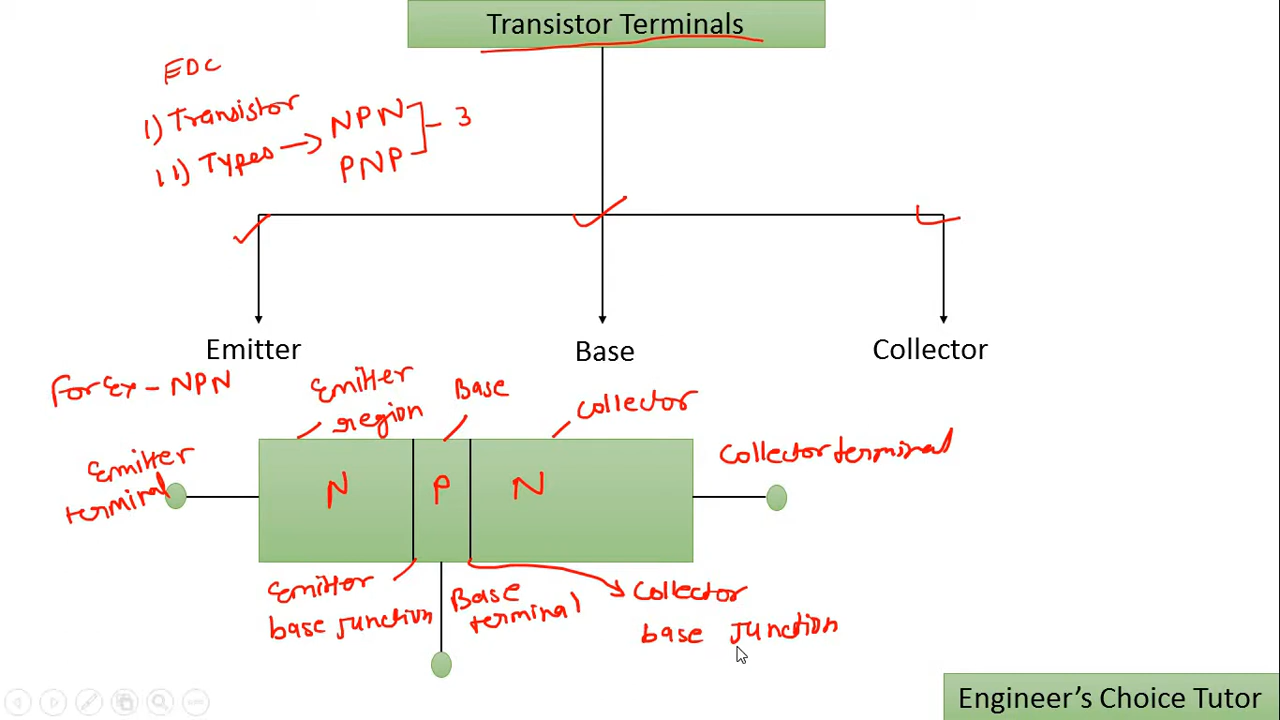 Transistor Terminals
EDC
i) Transistor
ii) Types → NPN
PNP
3
Emitter
Base
Collector
For Ex - NPN
Emitter
region
Base
Collector
Emitter
terminal
Collector terminal
N
P
N
Emitter
base junction
Base
terminal
Collector
base junction
Engineer's Choice Tutor